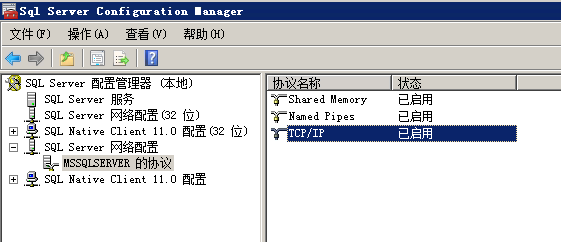 Sql Server Configuration Manager
文件(F) 操作(A) 查看(V) 帮助(H)
SQL Server 配置管理器 (本地)
SQL Server 服务
SQL Server 网络配置(32 位)
SQL Native Client 11.0 配置(32 位)
SQL Server 网络配置
MSSQLSERVER 的协议
SQL Native Client 11.0 配置
协议名称 状态
Shared Memory 已启用
Named Pipes 已启用
TCP/IP 已启用